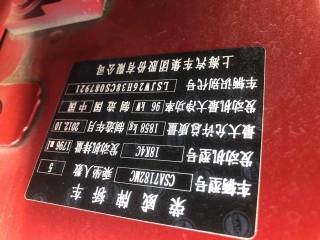 荣威牌轿车
车辆型号 CSA7182MC 乘坐人数 5
发动机型号 18K4C 发动机排量 1796 ml
最大允许总质量 1858 kg 制造年月 2012.10
发动机最大净功率 96 kW 制造国 中国
车辆识别代号 LSJW26H38CS087921
上海汽车集团股份有限公司